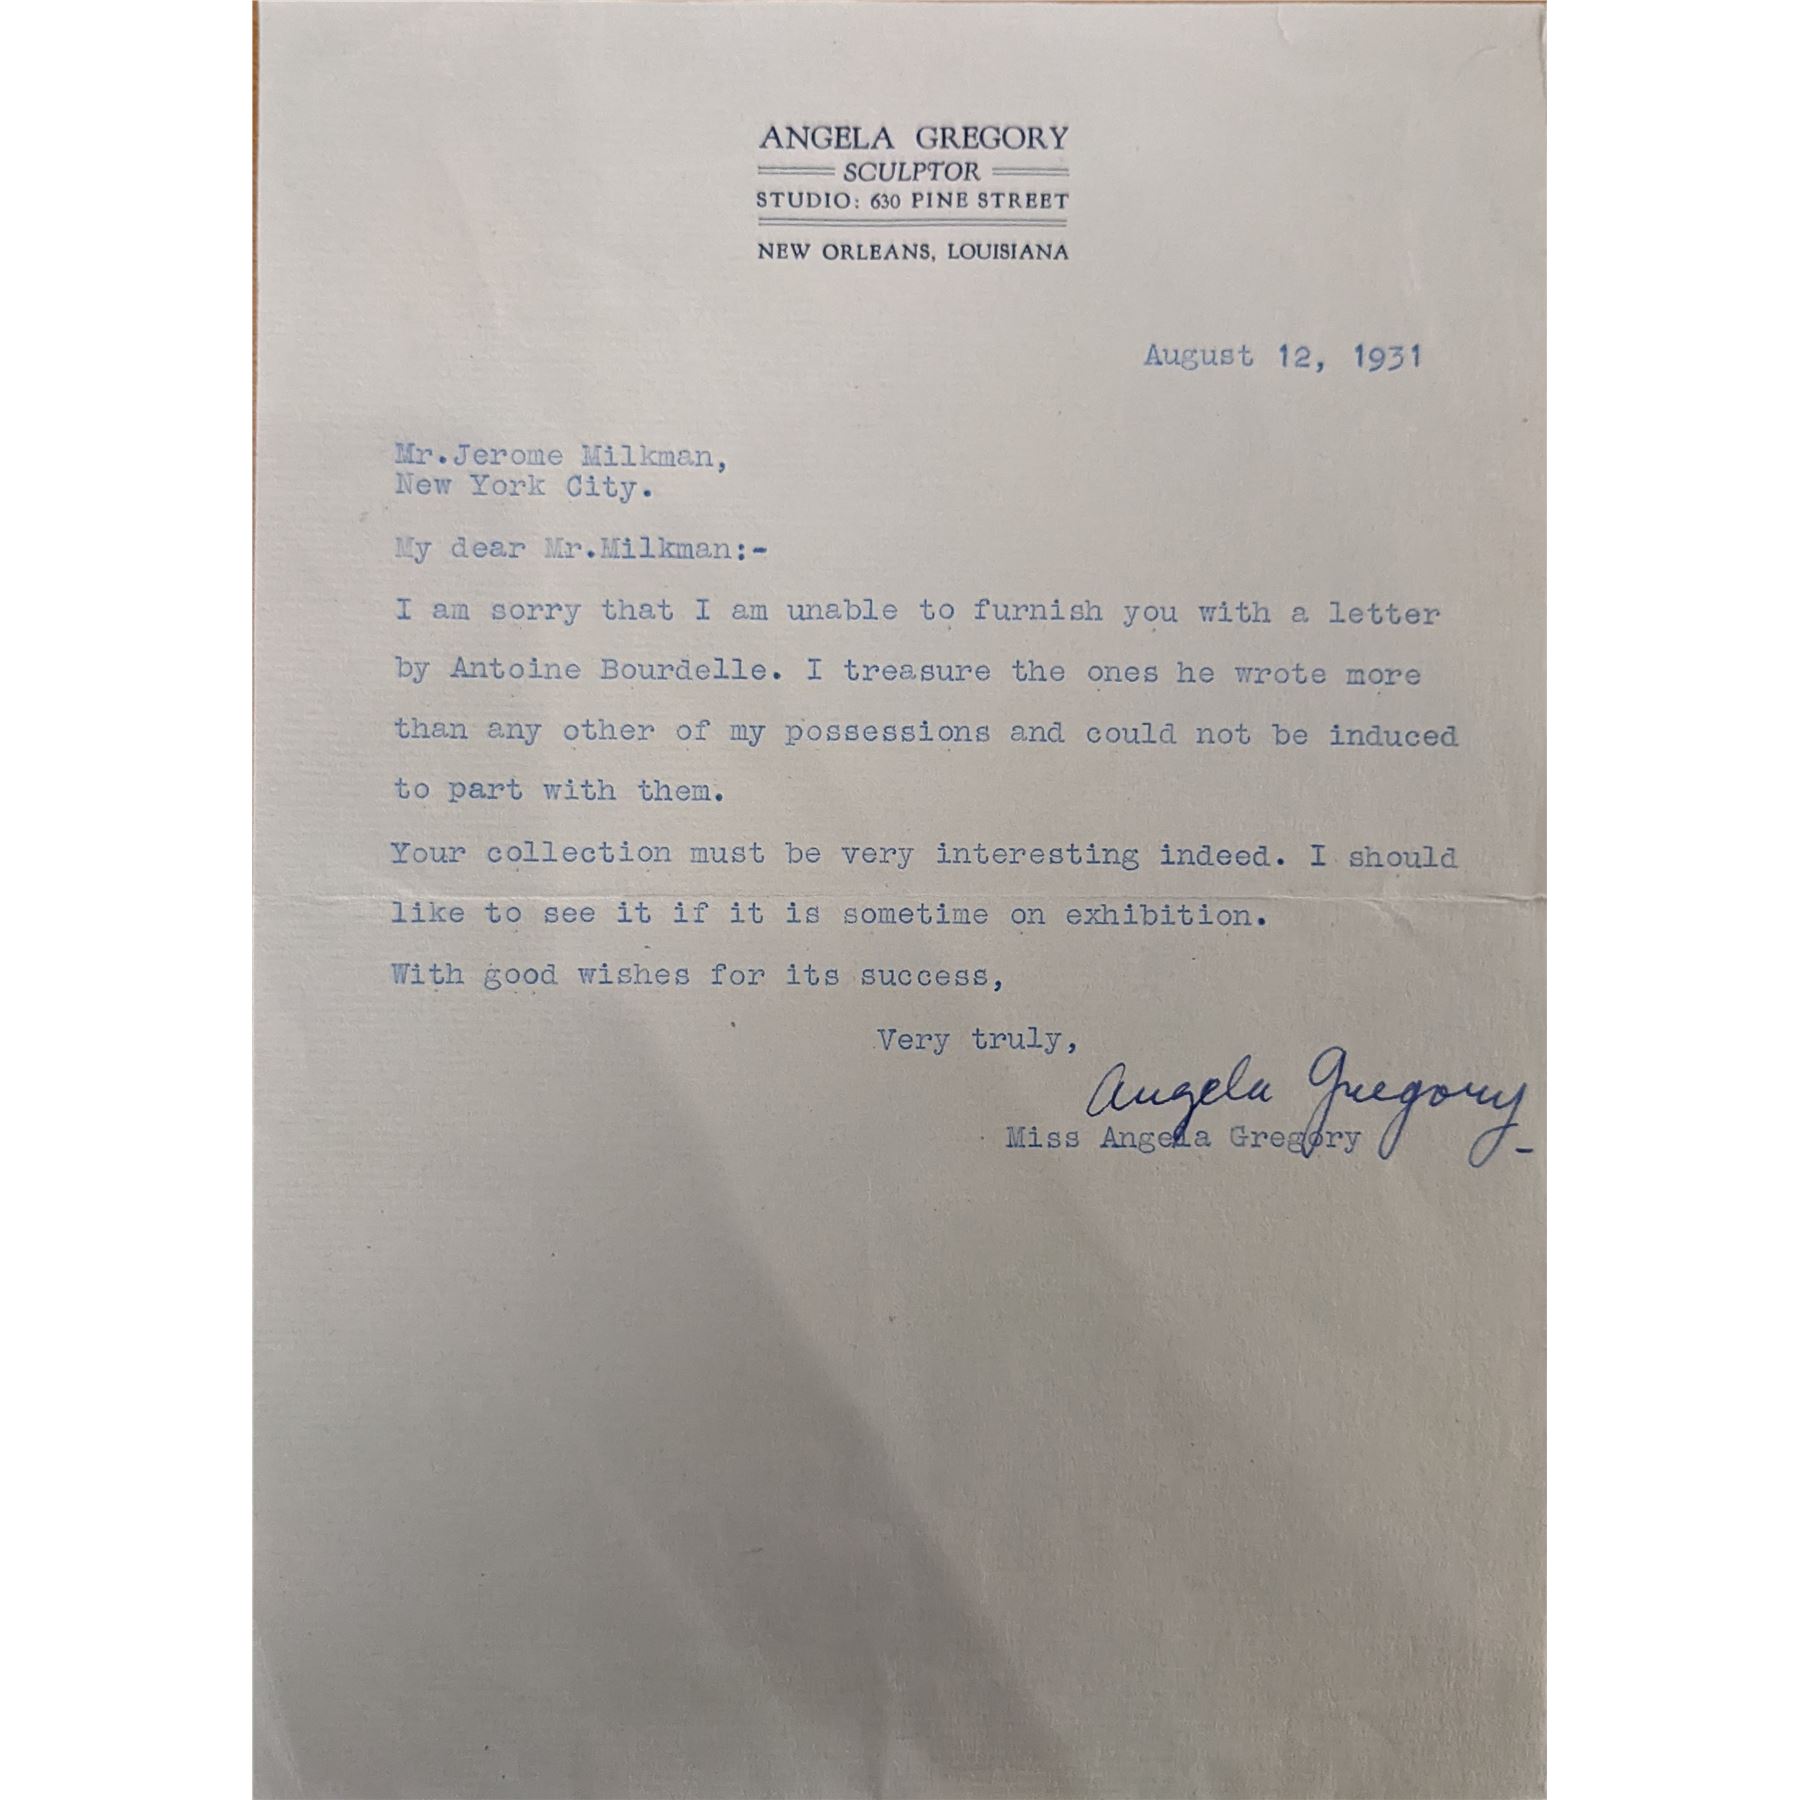 ANGELA GREGORY
SCULPTOR
STUDIO: 630 PINE STREET
NEW ORLEANS, LOUISIANA
August 12, 1931
Mr.Jerome Milkman,
New York City.
My dear Mr.Milkman:-
I am sorry that I am unable to furnish you with a letter
by Antoine Bourdelle. I treasure the ones he wrote more
than any other of my possessions and could not be induced
to part with them.
Your collection must be very interesting indeed. I should
like to see it if it is sometime on exhibition.
With good wishes for its success,
Very truly,
Angela Gregory
Miss Angela Gregory